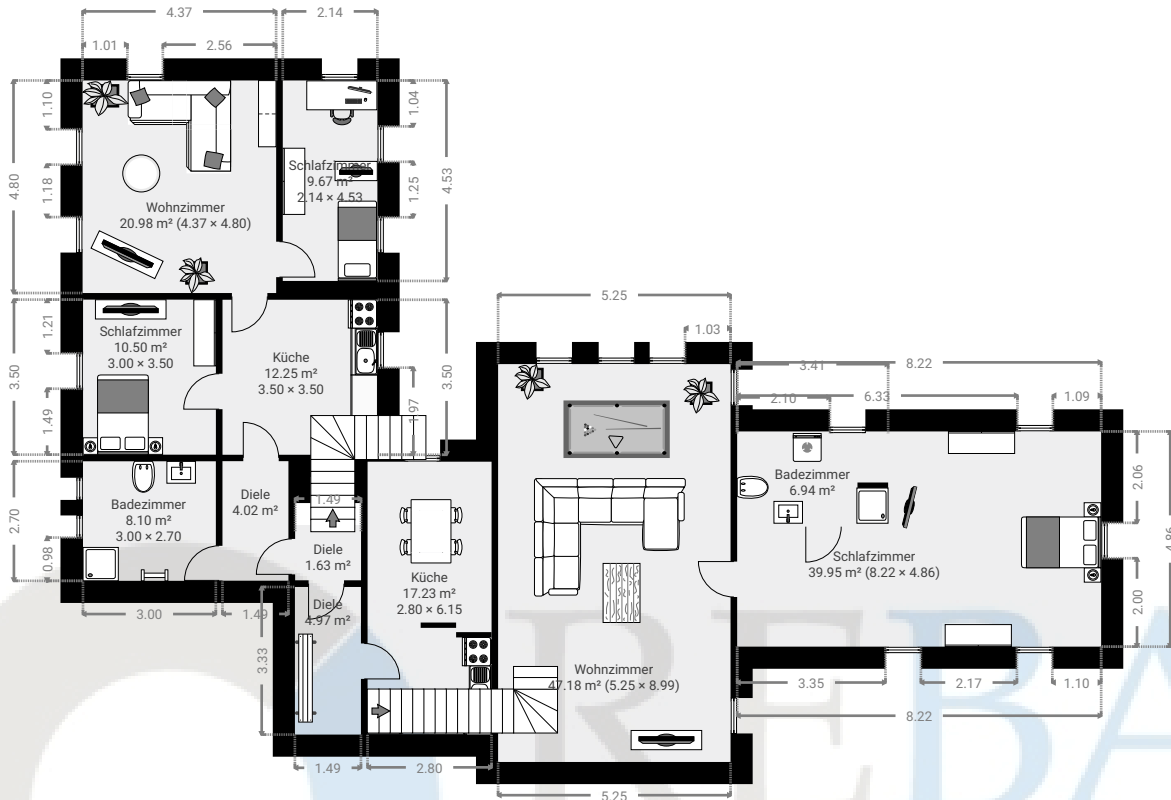 4.37
2.14
1.01
2.56
1.10
1.04
4.80
1.18
1.25
4.53
Schlafzimmer
9.67 m²
2.14 × 4.53
Wohnzimmer
20.98 m² (4.37 × 4.80)
5.25
1.03
1.21
3.50
1.49
Schlafzimmer
10.50 m²
3.00 × 3.50
Küche
12.25 m²
3.50 × 3.50
3.50
1.97
3.41
8.22
6.33
2.10
1.09
Badezimmer
6.94 m²
2.06
4.86
2.70
0.98
Badezimmer
8.10 m²
3.00 × 2.70
Diele
4.02 m²
1.49
Diele
1.63 m²
Schlafzimmer
39.95 m² (8.22 × 4.86)
Küche
17.23 m²
2.80 × 6.15
2.00
3.00
1.49
Diele
4.97 m²
3.33
Wohnzimmer
47.18 m² (5.25 × 8.99)
3.35
2.17
1.10
8.22
1.49
2.80
5.25
REBA